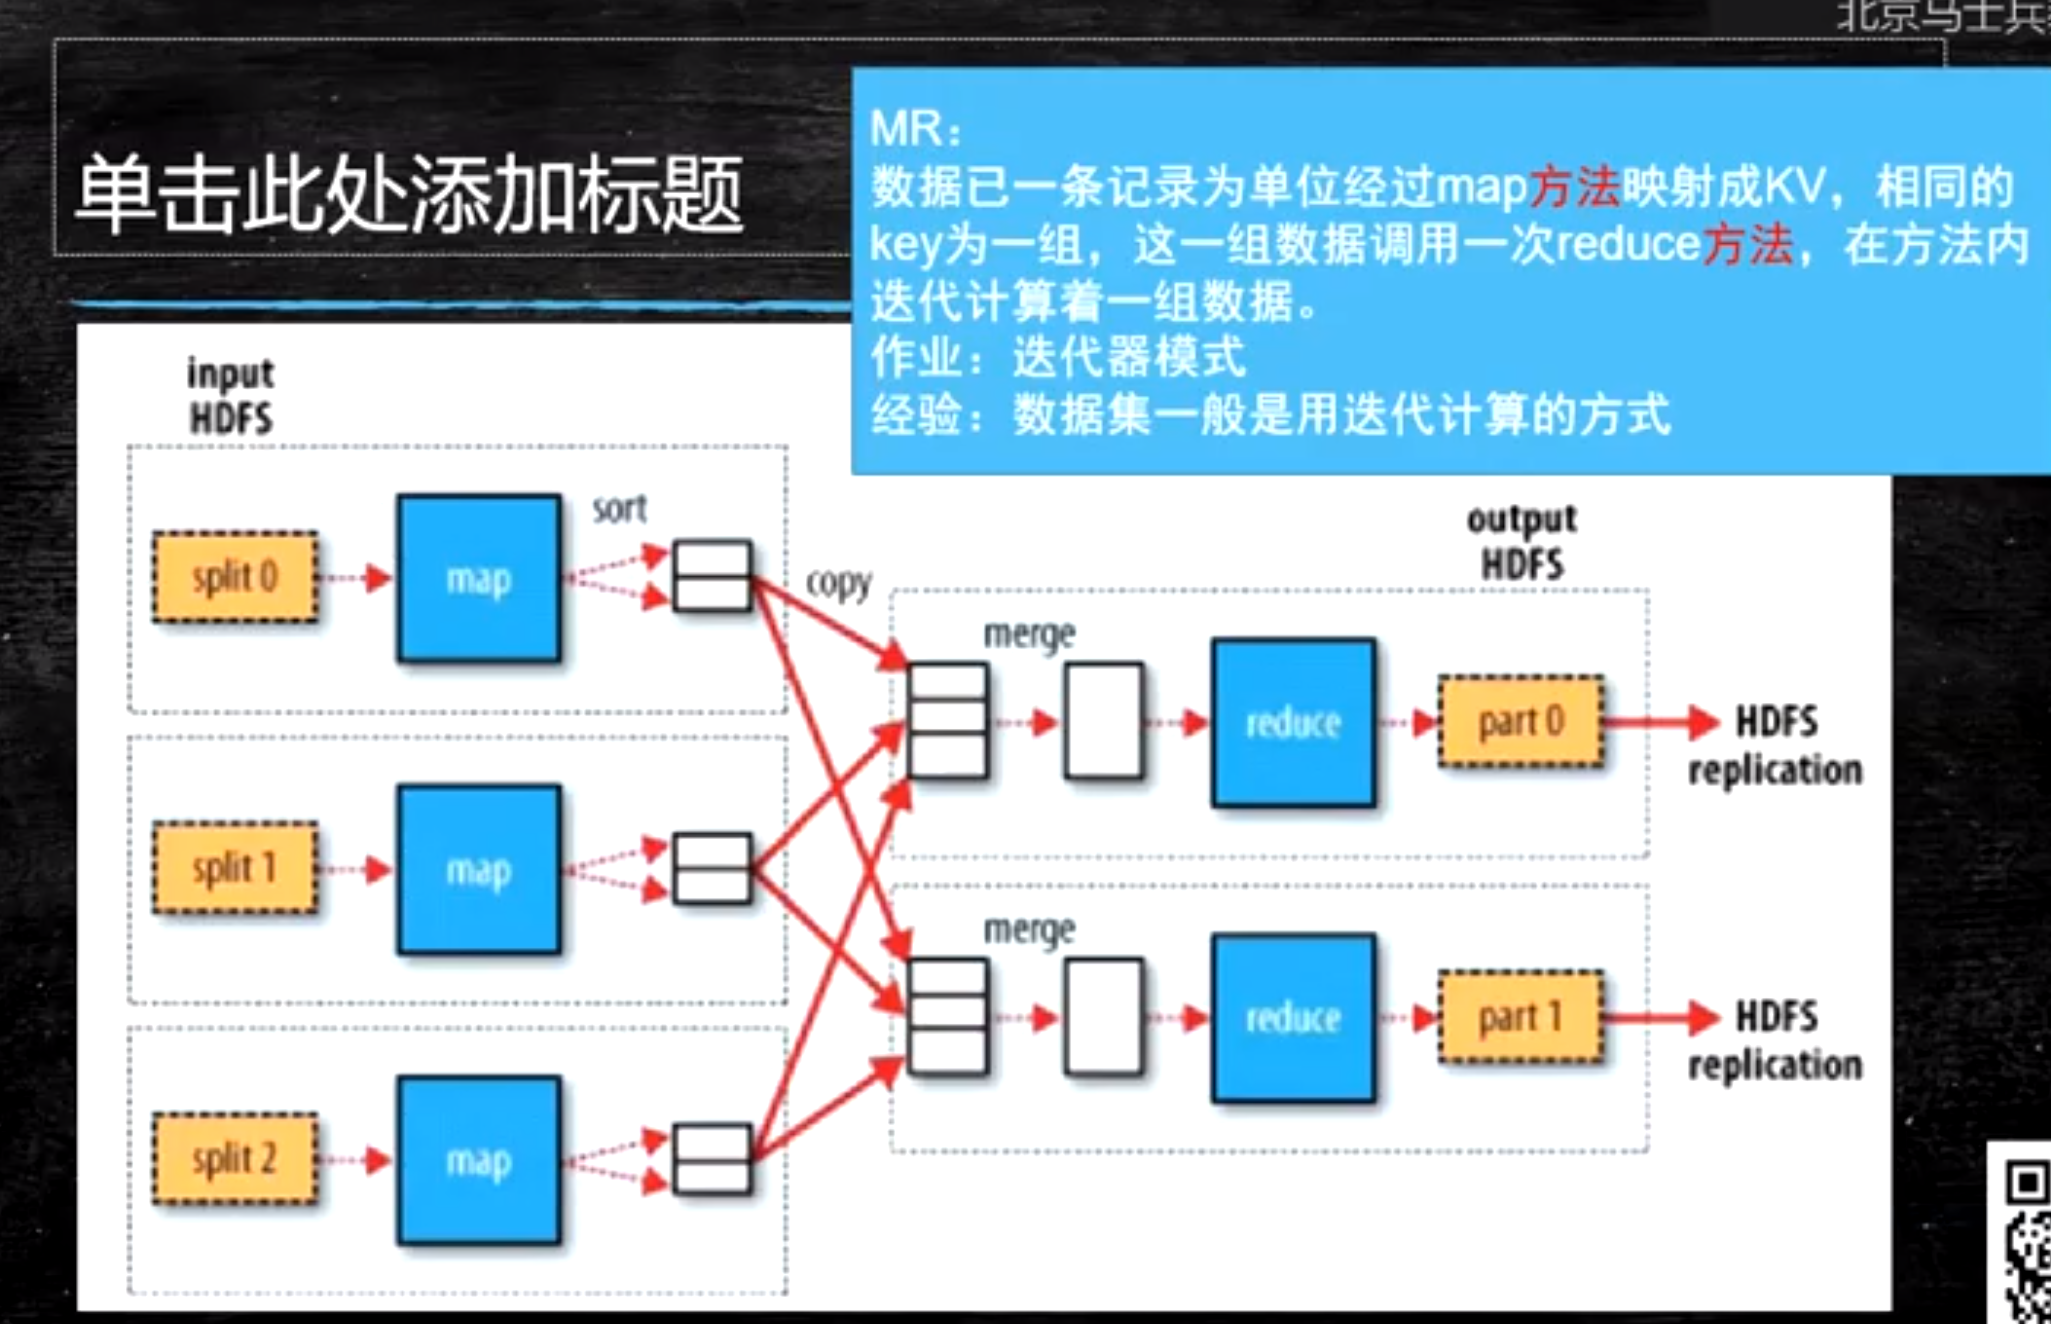 北京马士兵
单击此处添加标题
MR：
数据已一条记录为单位经过map方法映射成KV，相同的
key为一组，这一组数据调用一次reduce方法，在方法内
迭代计算着一组数据。
作业：迭代器模式
经验：数据集一般是用迭代计算的方式
input
HDFS
split 0
map
sort
copy
split 1
map
split 2
map
output
HDFS
merge
reduce
part 0
HDFS
replication
merge
reduce
part 1
HDFS
replication